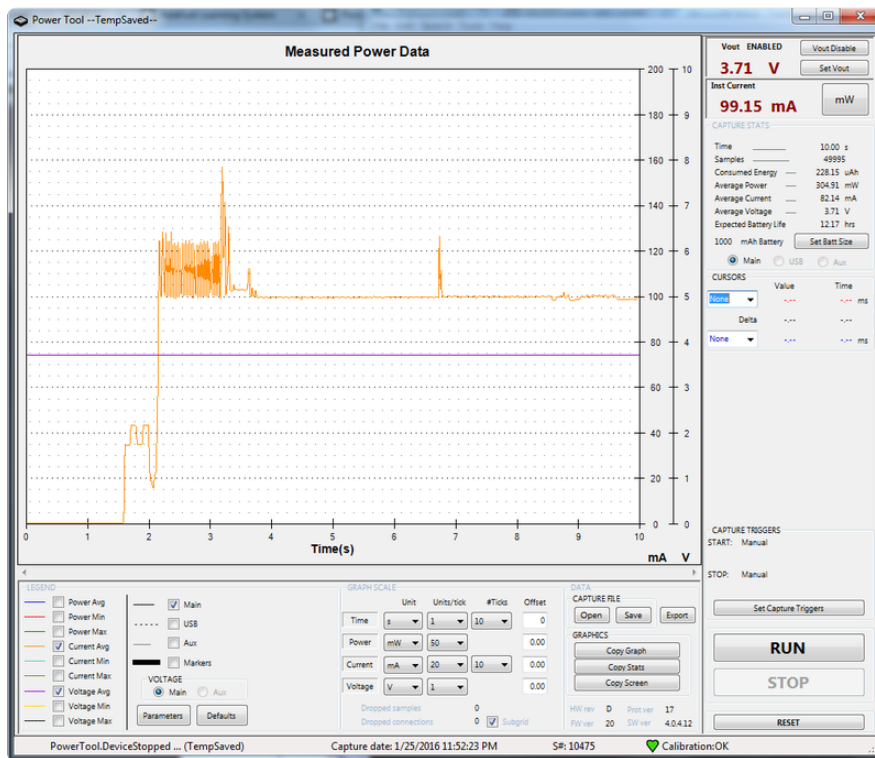 Power Tool --TempSaved--
Measured Power Data
200 10
180 9
160 8
140 7
120 6
100 5
80 4
60 3
40 2
20 1
0 0
0 1 2 3 4 5 6 7 8 9 10
Time(s)
mA V
Vout ENABLED
3.71 V
Vout Disable
Set Vout
Inst Current
99.15 mA
mW
CAPTURE STATS
Time 10.00 s
Samples 49995
Consumed Energy 228.15 uAh
Average Power 304.91 mW
Average Current 82.14 mA
Average Voltage 3.71 V
Expected Battery Life 12.17 hrs
1000 mAh Battery Set Batt Size
Main USB Aux
CURSORS
Value Time
None -.-- -.-- ms
Delta -.-- -.--
None -.-- -.-- ms
CAPTURE TRIGGERS
START: Manual
STOP: Manual
Set Capture Triggers
RUN
STOP
RESET
LEGEND
Power Avg
Power Min
Power Max
Current Avg
Current Min
Current Max
Voltage Avg
Voltage Min
Voltage Max
Main
USB
Aux
Markers
VOLTAGE
Main Aux
Parameters Defaults
GRAPH SCALE
Unit Units/tick #Ticks Offset
Time s 1 10 0
Power mW 50 0.00
Current mA 20 10 0.00
Voltage V 1 0.00
Dropped samples 0
Dropped connections 0 Subgrid
DATA
CAPTURE FILE
Open Save Export
GRAPHICS
Copy Graph
Copy Stats
Copy Screen
HW rev D Prot ver 17
FW ver 20 SW ver 4.0.4.12
PowerTool.DeviceStopped ... (TempSaved) Capture date: 1/25/2016 11:52:23 PM S#: 10475 Calibration:OK